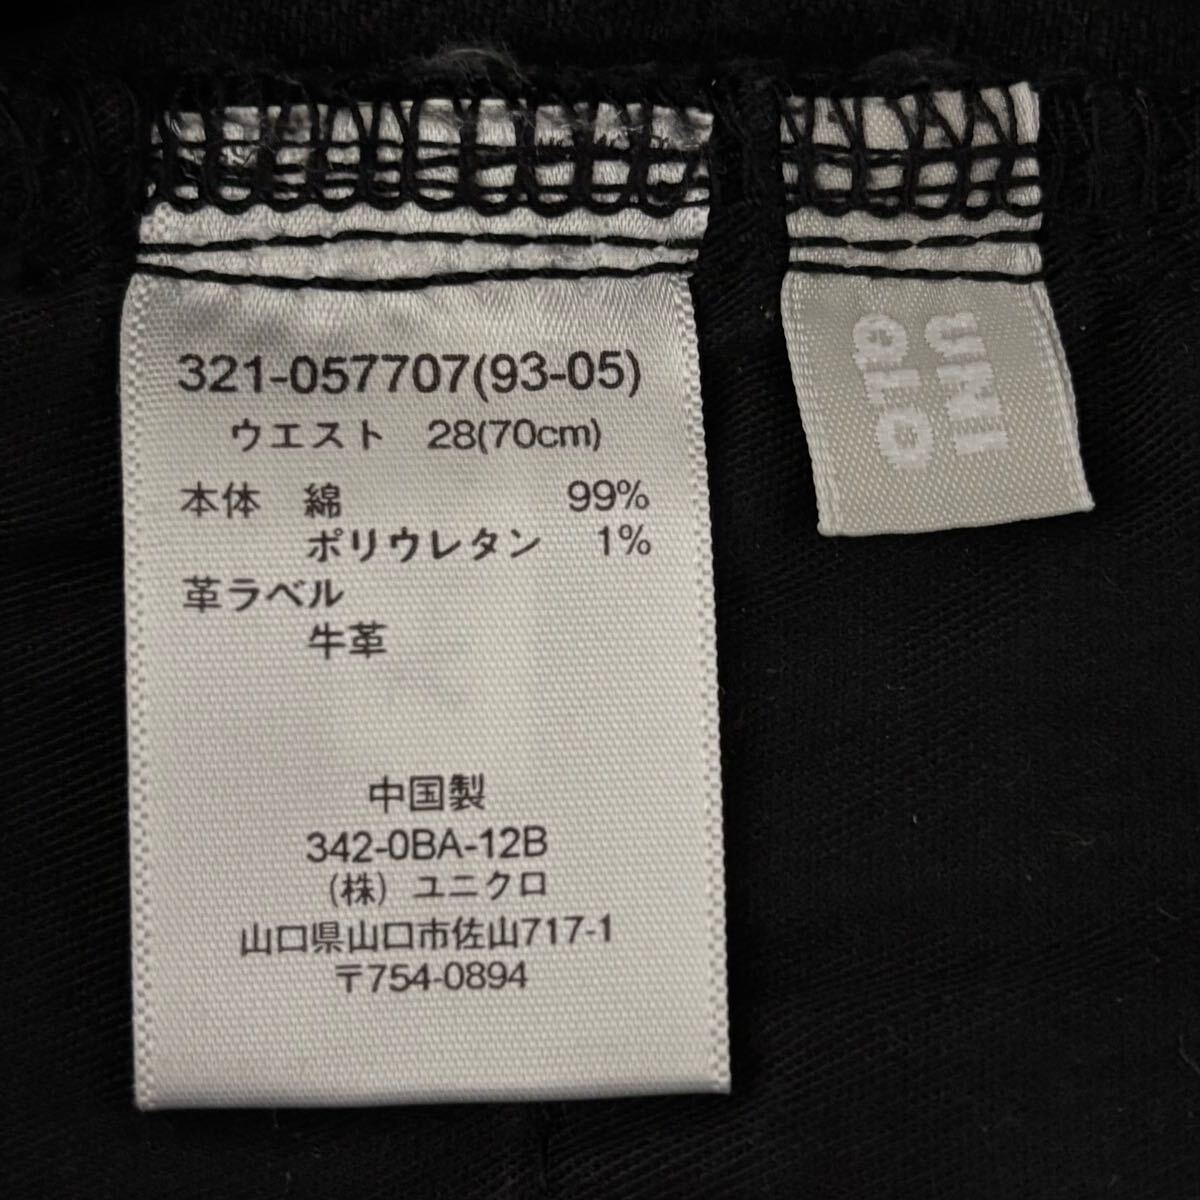 321-057707(93-05)
ウエスト 28(70cm)
本体 綿 99%
ポリウレタン 1%
革ラベル
牛革
中国製
342-0BA-12B
(株) ユニクロ
山口県山口市佐山717-1
〒754-0894
UNI
QLO